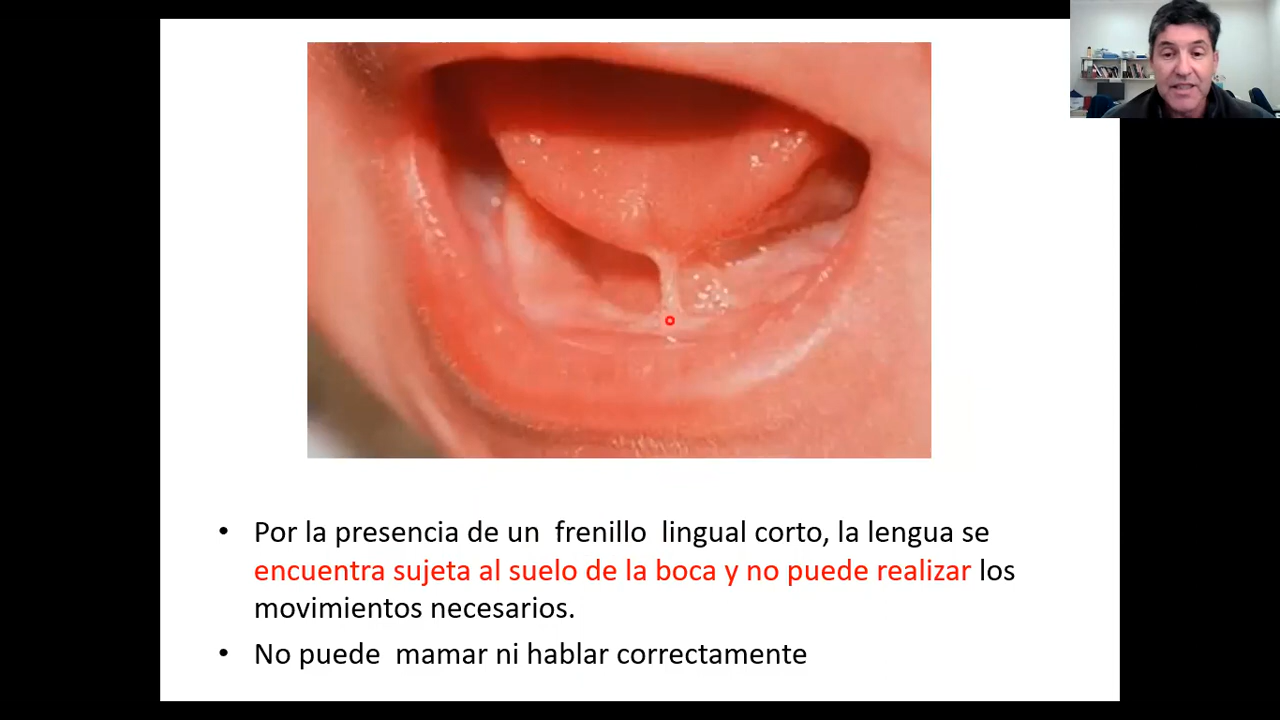 • Por la presencia de un frenillo lingual corto, la lengua se
encuentra sujeta al suelo de la boca y no puede realizar los
movimientos necesarios.
• No puede mamar ni hablar correctamente